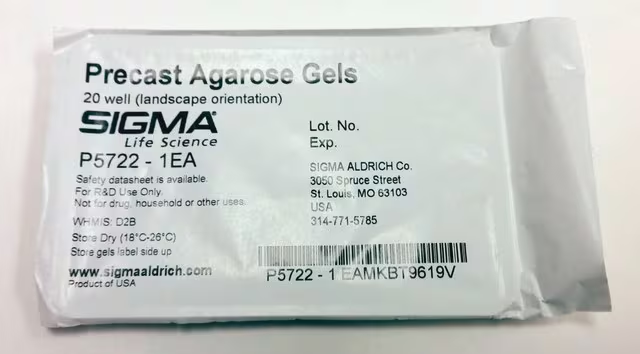 Precast Agarose Gels
20 well (landscape orientation)
SIGMA
Life Science
P5722 - 1EA
Safety datasheet is available.
For R&D Use Only.
Not for drug, household or other uses.
WHMIS: D2B
Store Dry (18°C-26°C)
Store gels label side up
www.sigmaaldrich.com
Product of USA
Lot. No.
Exp.
SIGMA ALDRICH Co.
3050 Spruce Street
St. Louis, MO 63103
USA
314-771-5785
P5722 - 1EAMKBT9619V